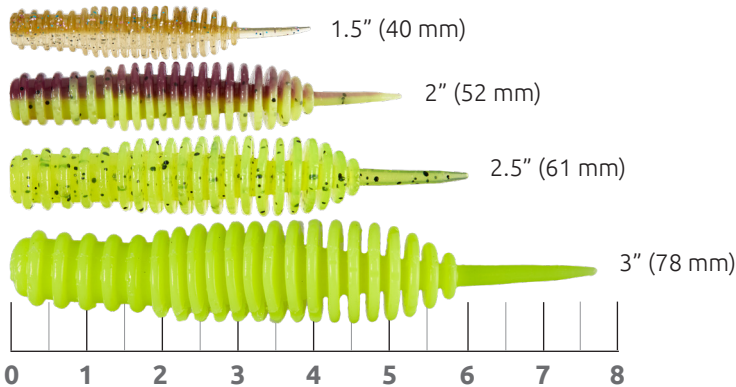 1.5” (40 mm)
2” (52 mm)
2.5” (61 mm)
3” (78 mm)
0 1 2 3 4 5 6 7 8